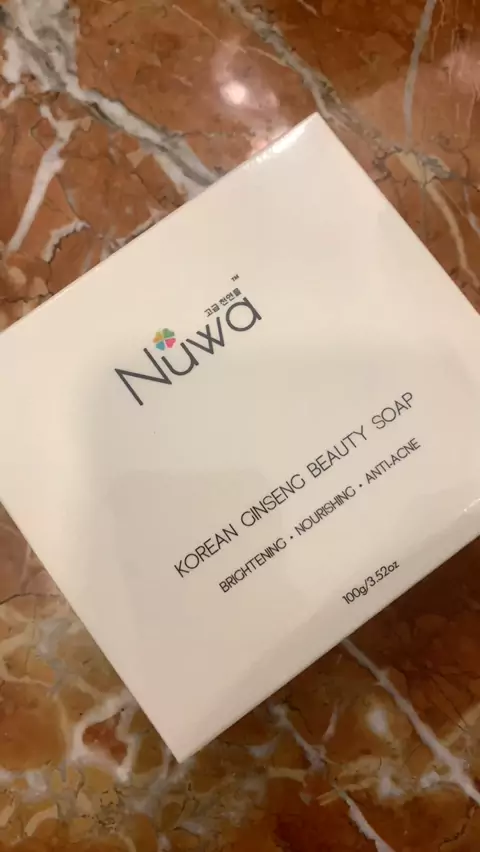 고급 천연물
Nuwa™
KOREAN GINSENG BEAUTY SOAP
BRIGHTENING • NOURISHING • ANTI-ACNE
100g/3.52oz